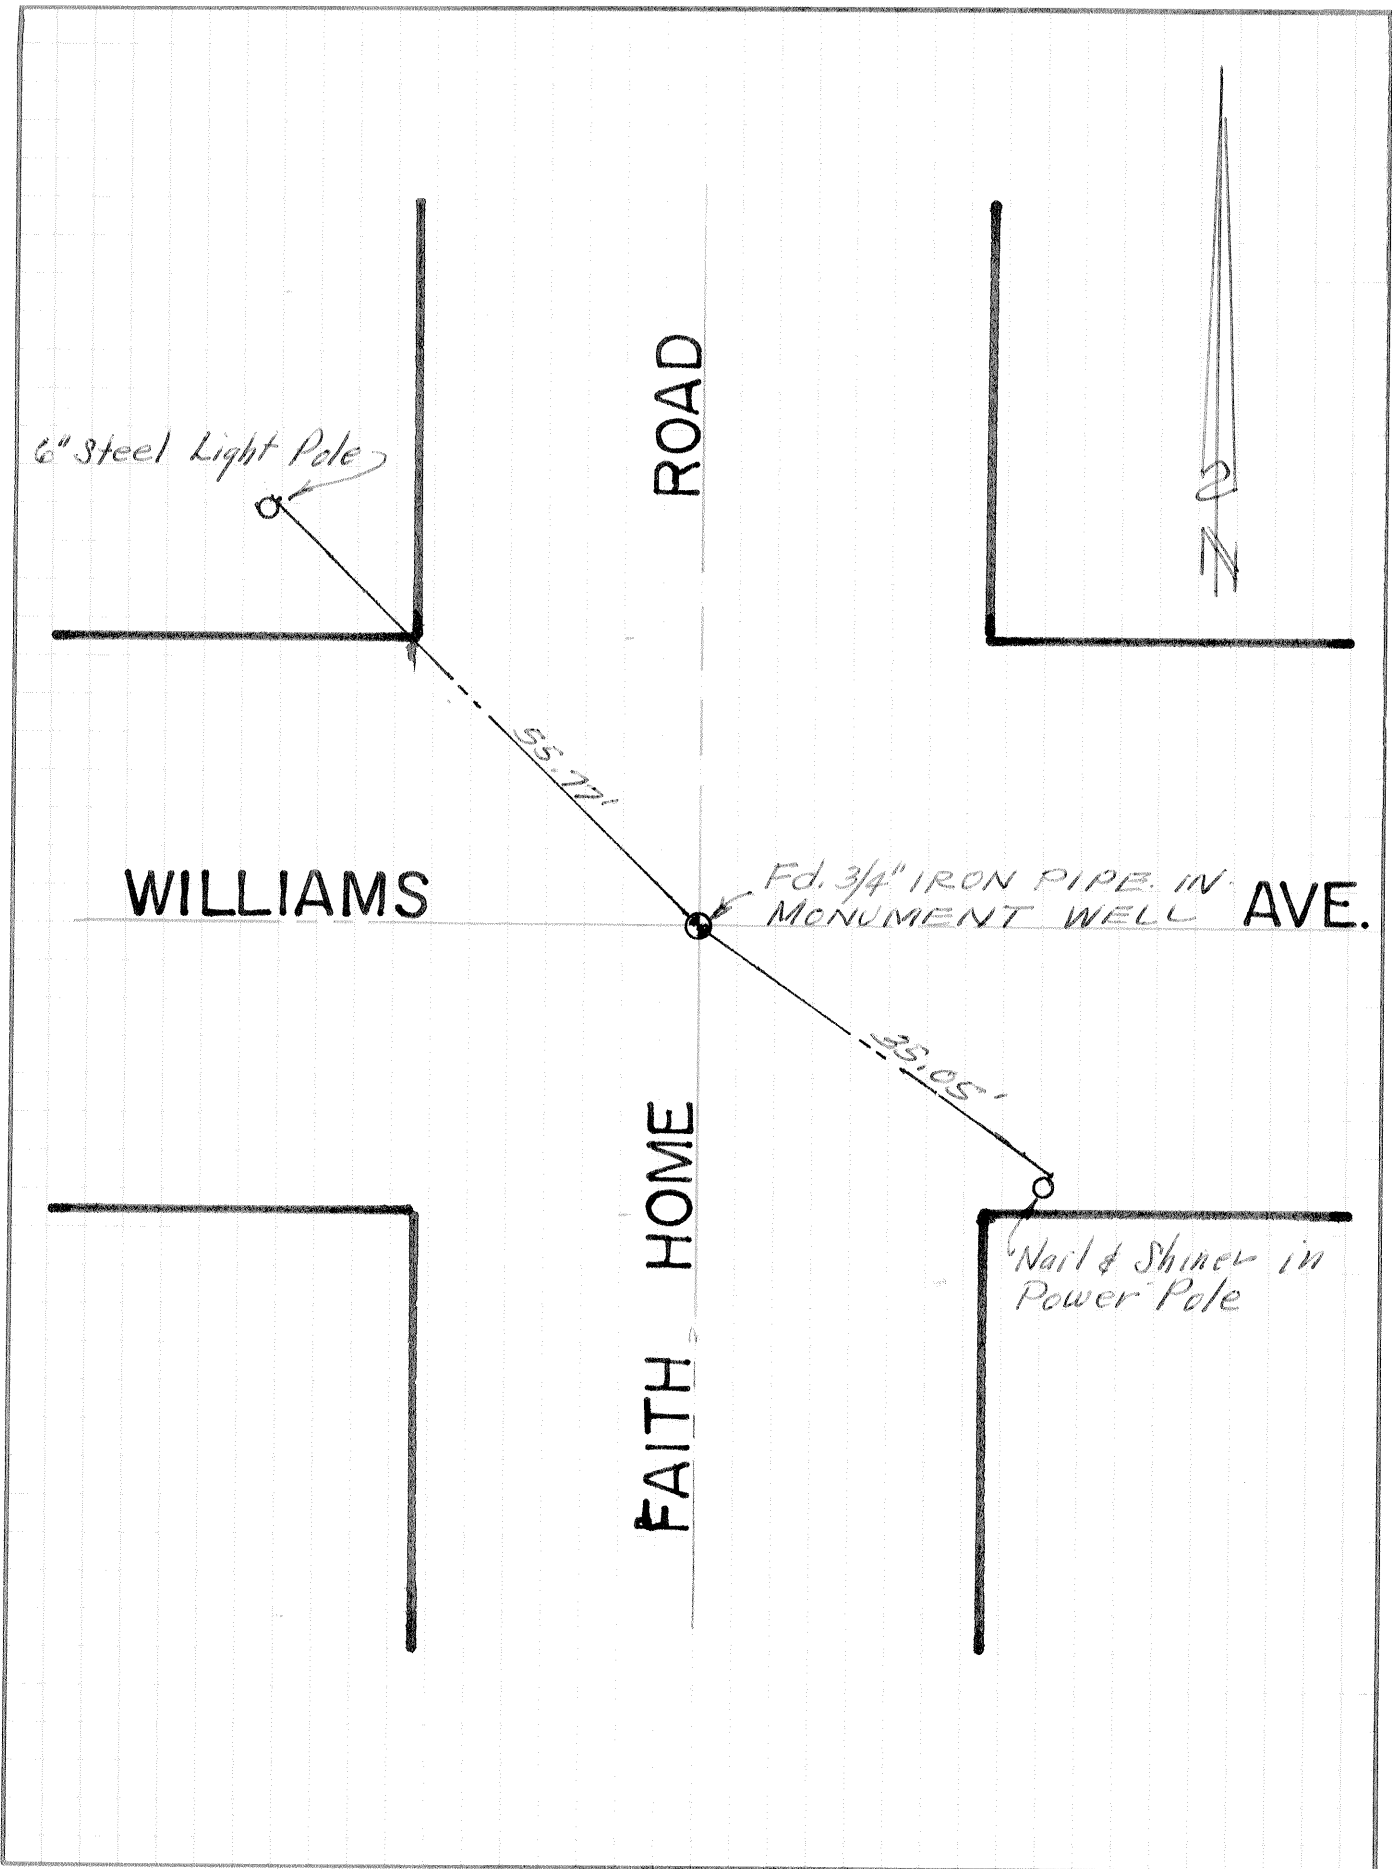 ROAD
6" Steel Light Pole
N
55.77'
WILLIAMS
Fd. 3/4" IRON PIPE IN
MONUMENT WELL
AVE.
35.05'
FAITH HOME
Nail & Shiner in
Power Pole